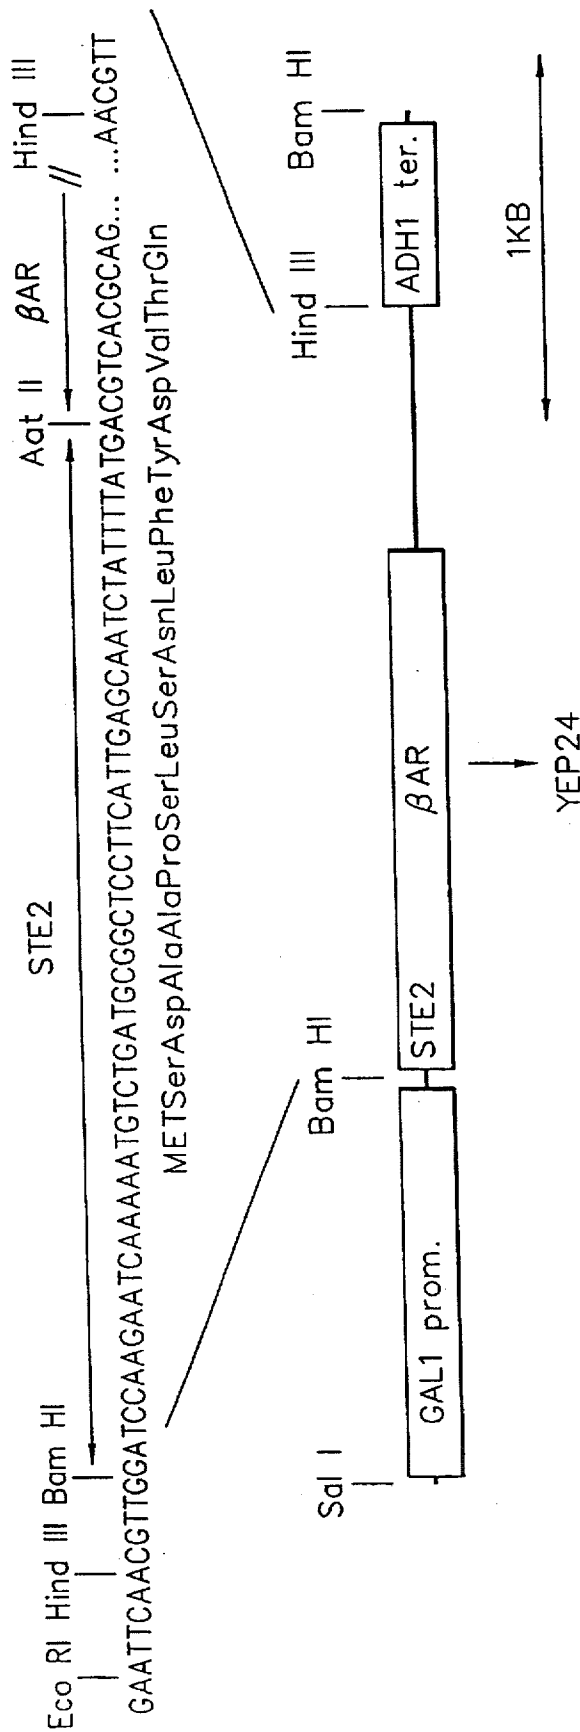 STE2
Aat II βAR Hind III
Eco RI Hind III Bam HI
GAATTCAACGTTGGATCCAAGAATCAAAAATGTCTGATGCGGCTCCTTCATTGAGCAATCTATTTTATGACGTCACGCAG... ...AACGTT
METSerAspAlaAlaProSerLeuSerAsnLeuPheTyrAspValThrGln
Sal I Bam HI Hind III Bam HI
GAL1 prom. STE2 βAR ADH1 ter.
1KB
YEP24